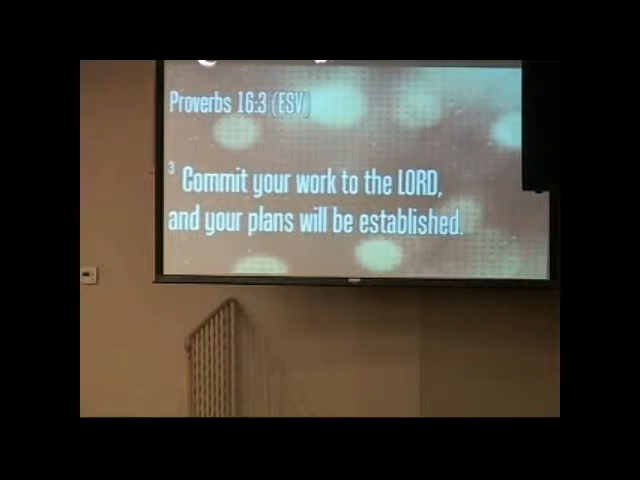 Proverbs 16:3 (ESV)
3 Commit your work to the LORD,
and your plans will be established.